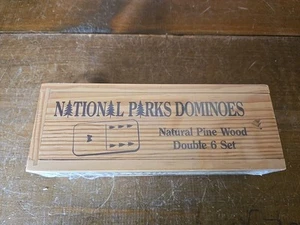 NATIONAL PARKS DOMINOES
Natural Pine Wood
Double 6 Set